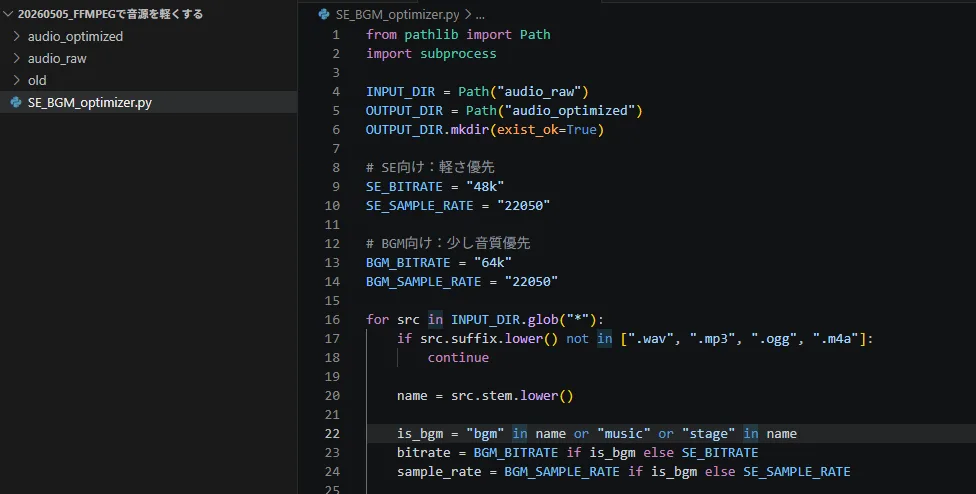 20260505_FFMPEGで音源を軽くする
audio_optimized
audio_raw
old
SE_BGM_optimizer.py
SE_BGM_optimizer.py > ...
1 from pathlib import Path
2 import subprocess
3
4 INPUT_DIR = Path("audio_raw")
5 OUTPUT_DIR = Path("audio_optimized")
6 OUTPUT_DIR.mkdir(exist_ok=True)
7
8 # SE向け：軽さ優先
9 SE_BITRATE = "48k"
10 SE_SAMPLE_RATE = "22050"
11
12 # BGM向け：少し音質優先
13 BGM_BITRATE = "64k"
14 BGM_SAMPLE_RATE = "22050"
15
16 for src in INPUT_DIR.glob("*"):
17     if src.suffix.lower() not in [".wav", ".mp3", ".ogg", ".m4a"]:
18         continue
19
20     name = src.stem.lower()
21
22     is_bgm = "bgm" in name or "music" or "stage" in name
23     bitrate = BGM_BITRATE if is_bgm else SE_BITRATE
24     sample_rate = BGM_SAMPLE_RATE if is_bgm else SE_SAMPLE_RATE
25